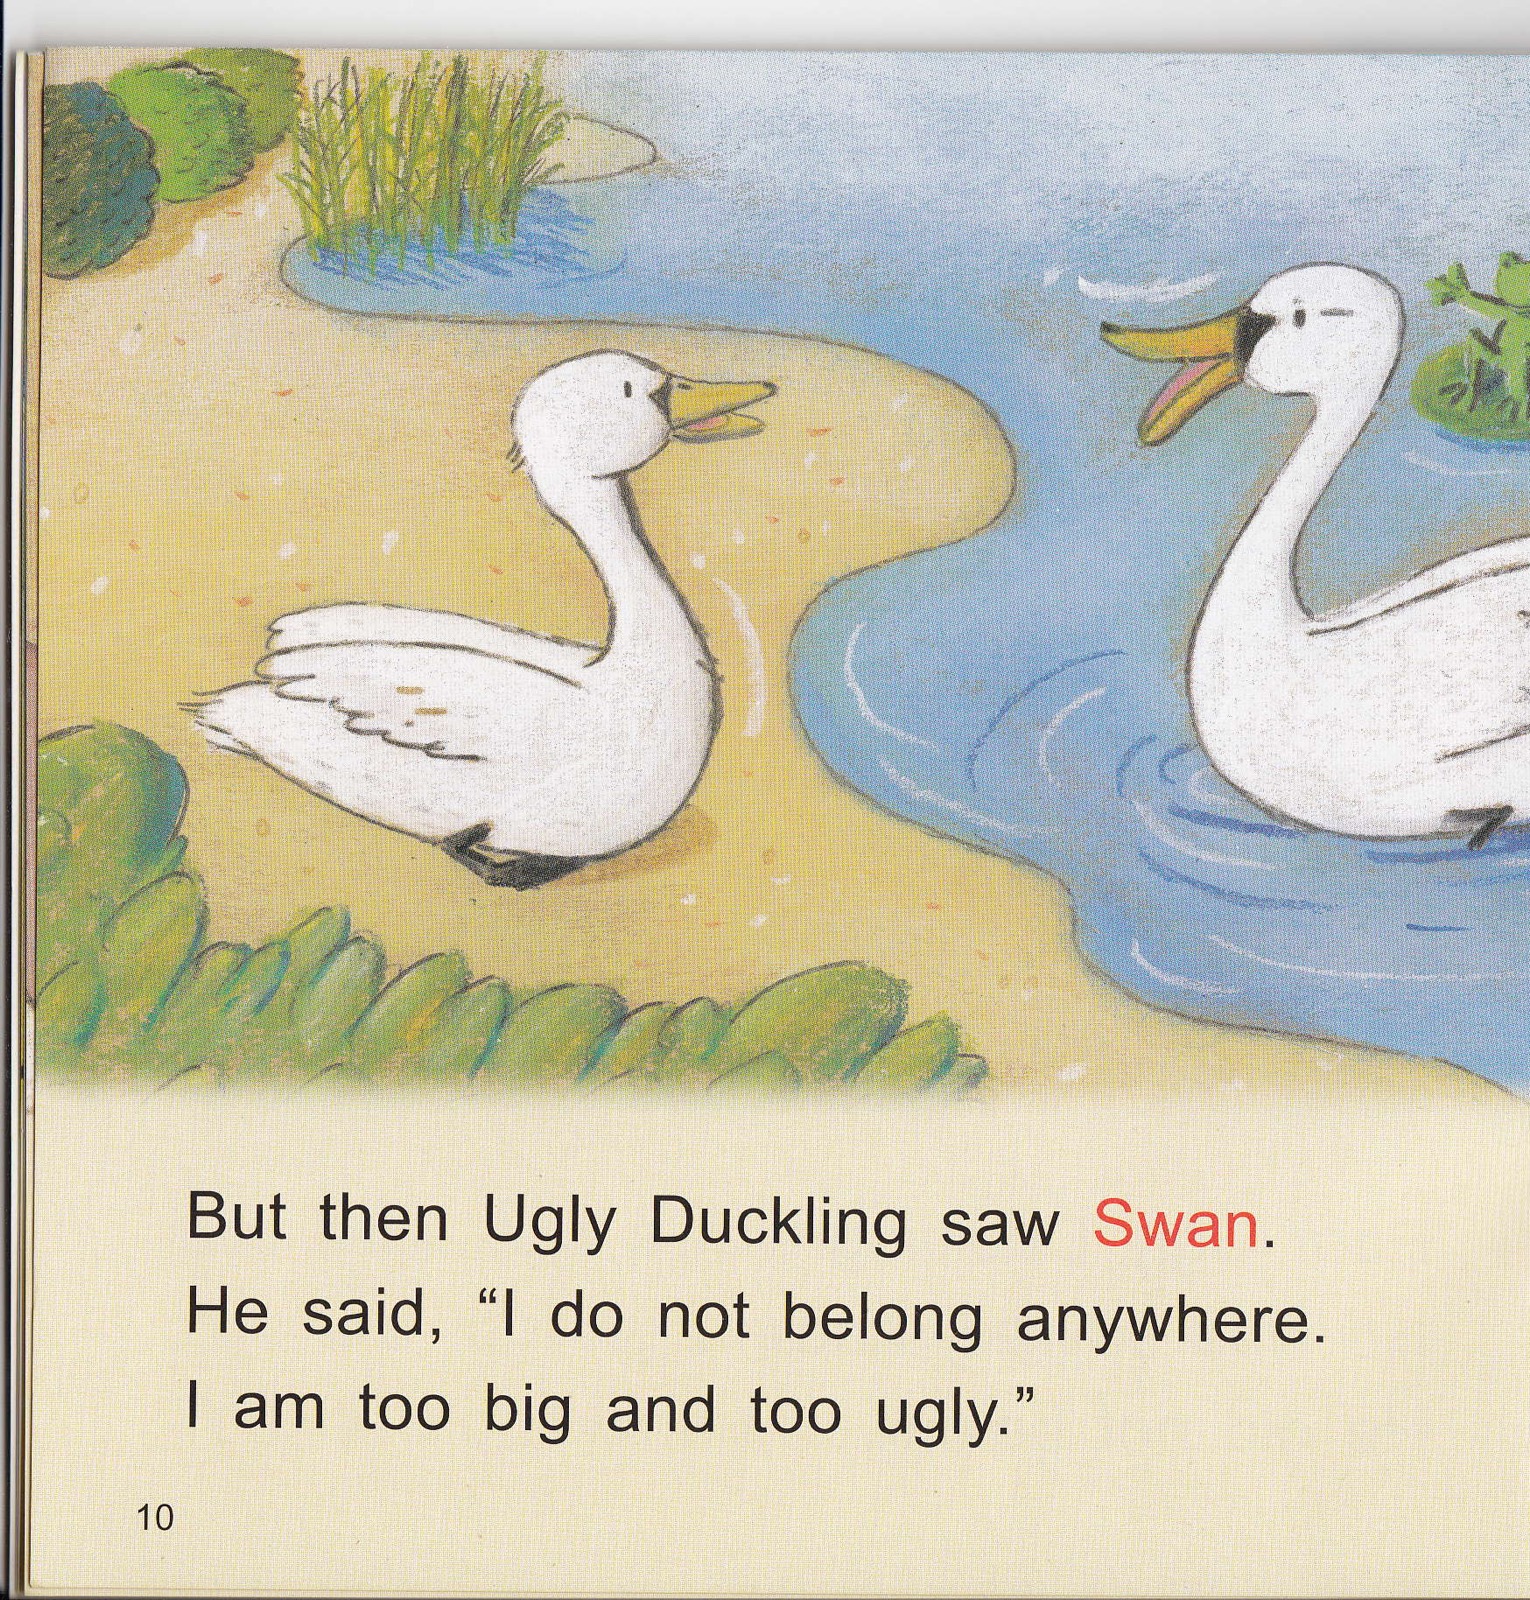 But then Ugly Duckling saw Swan.
He said, “I do not belong anywhere.
I am too big and too ugly.”
10